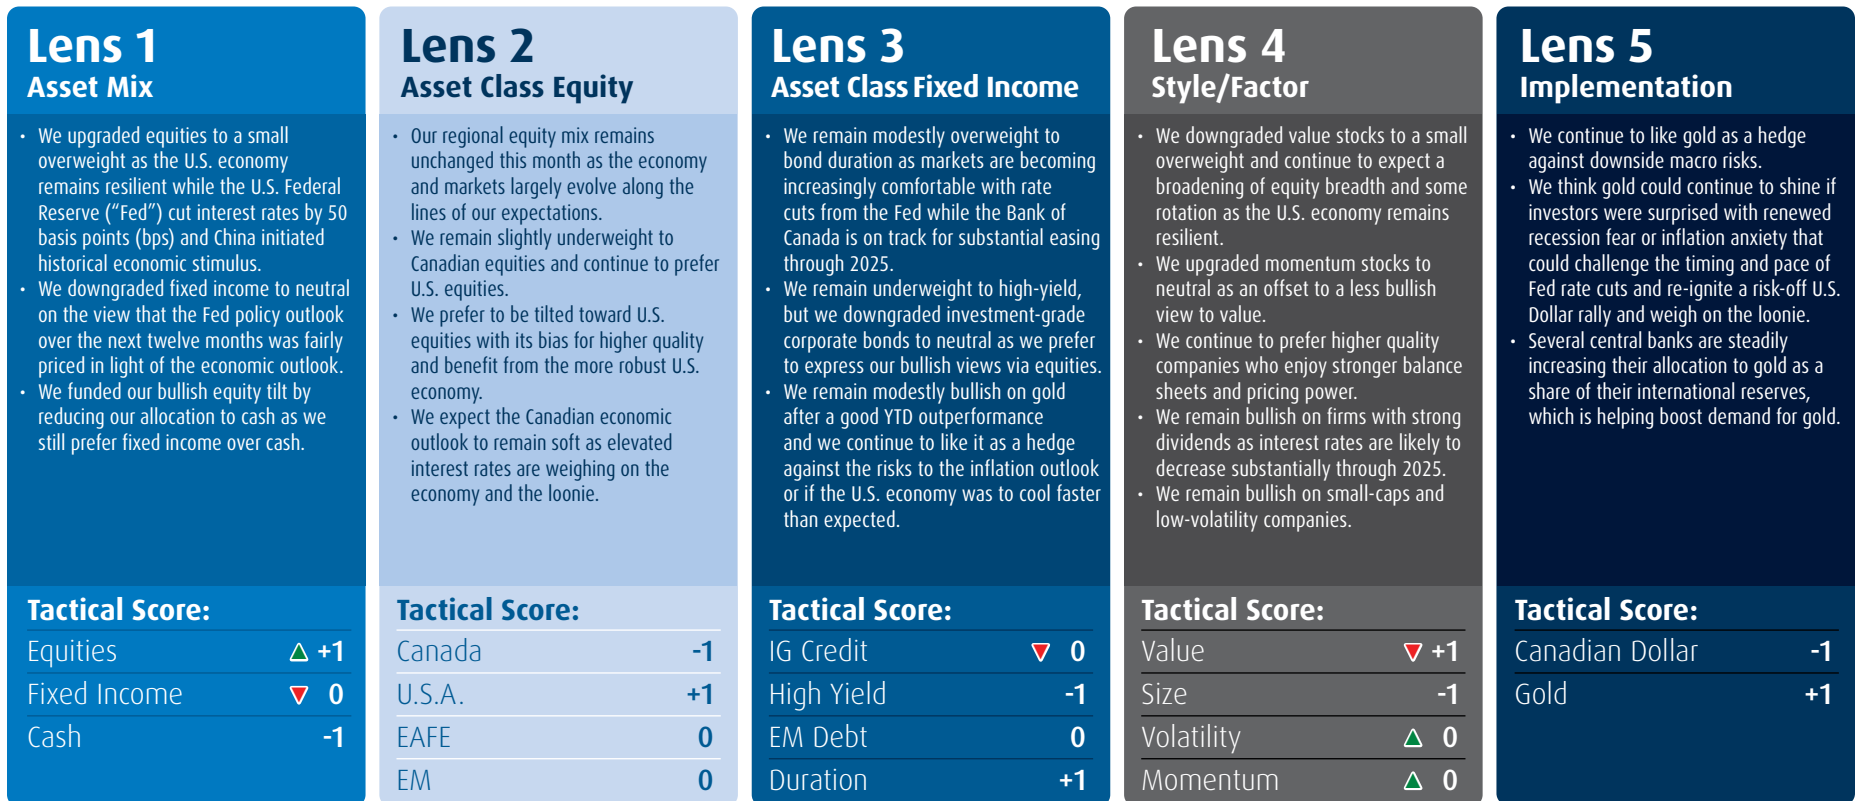 Lens 1
Asset Mix
• We upgraded equities to a small
overweight as the U.S. economy
remains resilient while the U.S. Federal
Reserve (“Fed”) cut interest rates by 50
basis points (bps) and China initiated
historical economic stimulus.
• We downgraded fixed income to neutral
on the view that the Fed policy outlook
over the next twelve months was fairly
priced in light of the economic outlook.
• We funded our bullish equity tilt by
reducing our allocation to cash as we
still prefer fixed income over cash.
Tactical Score:
Equities +1
Fixed Income 0
Cash -1
Lens 2
Asset Class Equity
• Our regional equity mix remains
unchanged this month as the economy
and markets largely evolve along the
lines of our expectations.
• We remain slightly underweight to
Canadian equities and continue to prefer
U.S. equities.
• We prefer to be tilted toward U.S.
equities with its bias for higher quality
and benefit from the more robust U.S.
economy.
• We expect the Canadian economic
outlook to remain soft as elevated
interest rates are weighing on the
economy and the loonie.
Tactical Score:
Canada -1
U.S.A. +1
EAFE 0
EM 0
Lens 3
Asset Class Fixed Income
• We remain modestly overweight to
bond duration as markets are becoming
increasingly comfortable with rate
cuts from the Fed while the Bank of
Canada is on track for substantial easing
through 2025.
• We remain underweight to high-yield,
but we downgraded investment-grade
corporate bonds to neutral as we prefer
to express our bullish views via equities.
• We remain modestly bullish on gold
after a good YTD outperformance
and we continue to like it as a hedge
against the risks to the inflation outlook
or if the U.S. economy was to cool faster
than expected.
Tactical Score:
IG Credit 0
High Yield -1
EM Debt 0
Duration +1
Lens 4
Style/Factor
• We downgraded value stocks to a small
overweight and continue to expect a
broadening of equity breadth and some
rotation as the U.S. economy remains
resilient.
• We upgraded momentum stocks to
neutral as an offset to a less bullish
view to value.
• We continue to prefer higher quality
companies who enjoy stronger balance
sheets and pricing power.
• We remain bullish on firms with strong
dividends as interest rates are likely to
decrease substantially through 2025.
• We remain bullish on small-caps and
low-volatility companies.
Tactical Score:
Value +1
Size -1
Volatility 0
Momentum 0
Lens 5
Implementation
• We continue to like gold as a hedge
against downside macro risks.
• We think gold could continue to shine if
investors were surprised with renewed
recession fear or inflation anxiety that
could challenge the timing and pace of
Fed rate cuts and re-ignite a risk-off U.S.
Dollar rally and weigh on the loonie.
• Several central banks are steadily
increasing their allocation to gold as a
share of their international reserves,
which is helping boost demand for gold.
Tactical Score:
Canadian Dollar -1
Gold +1